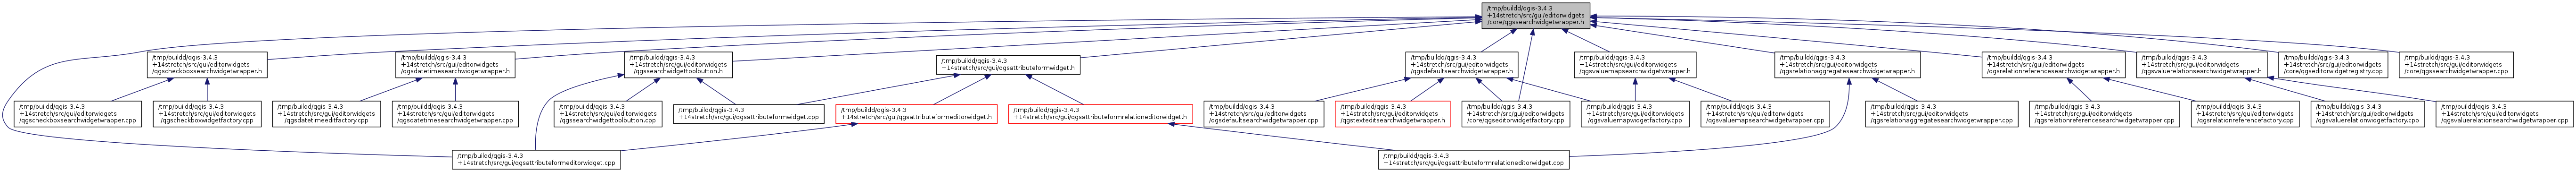 /tmp/buildd/qgis-3.4.3
+14stretch/src/gui/editorwidgets
/core/qgssearchwidgetwrapper.h
/tmp/buildd/qgis-3.4.3
+14stretch/src/gui/editorwidgets
/qgscheckboxsearchwidgetwrapper.h
/tmp/buildd/qgis-3.4.3
+14stretch/src/gui/editorwidgets
/qgsdatetimesearchwidgetwrapper.h
/tmp/buildd/qgis-3.4.3
+14stretch/src/gui/editorwidgets
/qgssearchwidgettoolbutton.h
/tmp/buildd/qgis-3.4.3
+14stretch/src/gui/qgsattributeformwidget.h
/tmp/buildd/qgis-3.4.3
+14stretch/src/gui/editorwidgets
/qgsdefaultsearchwidgetwrapper.h
/tmp/buildd/qgis-3.4.3
+14stretch/src/gui/editorwidgets
/qgsvaluemapsearchwidgetwrapper.h
/tmp/buildd/qgis-3.4.3
+14stretch/src/gui/editorwidgets
/qgsrelationaggregatesearchwidgetwrapper.h
/tmp/buildd/qgis-3.4.3
+14stretch/src/gui/editorwidgets
/qgsrelationreferencesearchwidgetwrapper.h
/tmp/buildd/qgis-3.4.3
+14stretch/src/gui/editorwidgets
/qgsvaluerelationsearchwidgetwrapper.h
/tmp/buildd/qgis-3.4.3
+14stretch/src/gui/editorwidgets
/core/qgseditorwidgetregistry.cpp
/tmp/buildd/qgis-3.4.3
+14stretch/src/gui/editorwidgets
/core/qgssearchwidgetwrapper.cpp
/tmp/buildd/qgis-3.4.3
+14stretch/src/gui/editorwidgets
/qgscheckboxsearchwidgetwrapper.cpp
/tmp/buildd/qgis-3.4.3
+14stretch/src/gui/editorwidgets
/qgscheckboxwidgetfactory.cpp
/tmp/buildd/qgis-3.4.3
+14stretch/src/gui/editorwidgets
/qgsdatetimeeditfactory.cpp
/tmp/buildd/qgis-3.4.3
+14stretch/src/gui/editorwidgets
/qgsdatetimesearchwidgetwrapper.cpp
/tmp/buildd/qgis-3.4.3
+14stretch/src/gui/editorwidgets
/qgssearchwidgettoolbutton.cpp
/tmp/buildd/qgis-3.4.3
+14stretch/src/gui/qgsattributeformwidget.cpp
/tmp/buildd/qgis-3.4.3
+14stretch/src/gui/qgsattributeformeditorwidget.h
/tmp/buildd/qgis-3.4.3
+14stretch/src/gui/qgsattributeformrelationeditorwidget.h
/tmp/buildd/qgis-3.4.3
+14stretch/src/gui/editorwidgets
/qgsdefaultsearchwidgetwrapper.cpp
/tmp/buildd/qgis-3.4.3
+14stretch/src/gui/editorwidgets
/qgstexteditsearchwidgetwrapper.h
/tmp/buildd/qgis-3.4.3
+14stretch/src/gui/editorwidgets
/core/qgseditorwidgetfactory.cpp
/tmp/buildd/qgis-3.4.3
+14stretch/src/gui/editorwidgets
/qgsvaluemapwidgetfactory.cpp
/tmp/buildd/qgis-3.4.3
+14stretch/src/gui/editorwidgets
/qgsvaluemapsearchwidgetwrapper.cpp
/tmp/buildd/qgis-3.4.3
+14stretch/src/gui/editorwidgets
/qgsrelationaggregatesearchwidgetwrapper.cpp
/tmp/buildd/qgis-3.4.3
+14stretch/src/gui/editorwidgets
/qgsrelationreferencesearchwidgetwrapper.cpp
/tmp/buildd/qgis-3.4.3
+14stretch/src/gui/editorwidgets
/qgsrelationreferencefactory.cpp
/tmp/buildd/qgis-3.4.3
+14stretch/src/gui/editorwidgets
/qgsvaluerelationwidgetfactory.cpp
/tmp/buildd/qgis-3.4.3
+14stretch/src/gui/editorwidgets
/qgsvaluerelationsearchwidgetwrapper.cpp
/tmp/buildd/qgis-3.4.3
+14stretch/src/gui/qgsattributeformeditorwidget.cpp
/tmp/buildd/qgis-3.4.3
+14stretch/src/gui/qgsattributeformrelationeditorwidget.cpp